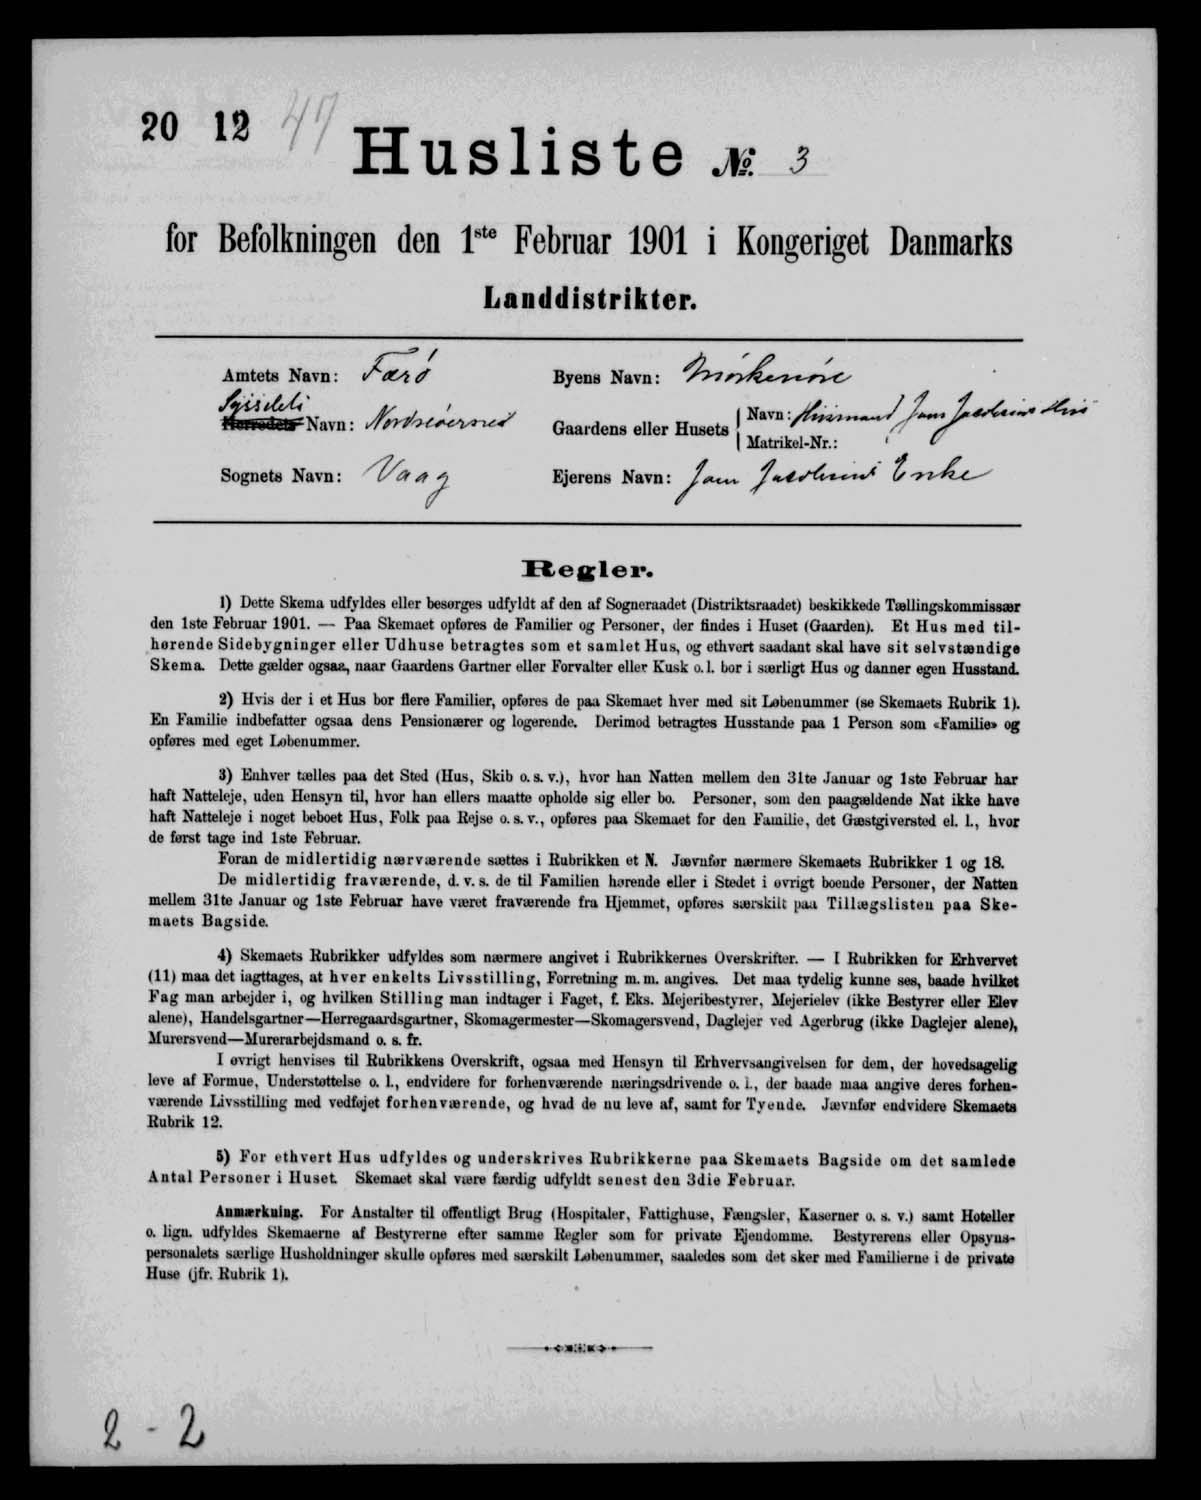 20 12 47
Husliste №. 3
for Befolkningen den 1ste Februar 1901 i Kongeriget Danmarks
Landdistrikter.
Amtets Navn: Færø
Byens Navn: Mórkenóre
Sysselets
Herredets Navn: Nordreóernes
Gaardens eller Husets
Navn: Huusmand Joen Jacobsens Hus
Matrikel-Nr.:
Sognets Navn: Vaag
Ejerens Navn: Joen Jacobsens Enke
Regler.
1) Dette Skema udfyldes eller besørges udfyldt af den af Sogneraadet (Distriktsraadet) beskikkede Tællingskommissær
den 1ste Februar 1901. — Paa Skemaet opføres de Familier og Personer, der findes i Huset (Gaarden). Et Hus med til-
hørende Sidebygninger eller Udhuse betragtes som et samlet Hus, og ethvert saadant skal have sit selvstændige
Skema. Dette gælder ogsaa, naar Gaardens Gartner eller Forvalter eller Kusk o. l. bor i særligt Hus og danner egen Husstand.
2) Hvis der i et Hus bor flere Familier, opføres de paa Skemaet hver med sit Løbenummer (se Skemaets Rubrik 1).
En Familie indbefatter ogsaa dens Pensionærer og logerende. Derimod betragtes Husstande paa 1 Person som «Familie» og
opføres med eget Løbenummer.
3) Enhver tælles paa det Sted (Hus, Skib o. s. v.), hvor han Natten mellem den 31te Januar og 1ste Februar har
haft Natteleje, uden Hensyn til, hvor han ellers maatte opholde sig eller bo. Personer, som den paagældende Nat ikke have
haft Natteleje i noget beboet Hus, Folk paa Rejse o. s. v., opføres paa Skemaet for den Familie, det Gæstgiversted el. l., hvor
de først tage ind 1ste Februar.
Foran de midlertidig nærværende sættes i Rubrikken et N. Jævnfør nærmere Skemaets Rubrikker 1 og 18.
De midlertidig fraværende, d. v. s. de til Familien hørende eller i Stedet i øvrigt boende Personer, der Natten
mellem 31te Januar og 1ste Februar have været fraværende fra Hjemmet, opføres særskilt paa Tillægslisten paa Ske-
maets Bagside.
4) Skemaets Rubrikker udfyldes som nærmere angivet i Rubrikkernes Overskrifter. — I Rubrikken for Erhvervet
(11) maa det iagttages, at hver enkelts Livsstilling, Forretning m. m. angives. Det maa tydelig kunne ses, baade hvilket
Fag man arbejder i, og hvilken Stilling man indtager i Faget, f. Eks. Mejeribestyrer, Mejerielev (ikke Bestyrer eller Elev
alene), Handelsgartner—Herregaardsgartner, Skomagermester—Skomagersvend, Daglejer ved Agerbrug (ikke Daglejer alene),
Murersvend—Murerarbejdsmand o. s. fr.
I øvrigt henvises til Rubrikkens Overskrift, ogsaa med Hensyn til Erhvervsangivelsen for dem, der hovedsagelig
leve af Formue, Understøttelse o. l., endvidere for forhenværende næringsdrivende o. l., der baade maa angive deres forhen-
værende Livsstilling med vedføjet forhenværende, og hvad de nu leve af, samt for Tyende. Jævnfør endvidere Skemaets
Rubrik 12.
5) For ethvert Hus udfyldes og underskrives Rubrikkerne paa Skemaets Bagside om det samlede
Antal Personer i Huset. Skemaet skal være færdig udfyldt senest den 3die Februar.
Anmærkning. For Anstalter til offentligt Brug (Hospitaler, Fattighuse, Fængsler, Kaserner o. s. v.) samt Hoteller
o. lign. udfyldes Skemaerne af Bestyrerne efter samme Regler som for private Ejendomme. Bestyrerens eller Opsyns-
personalets særlige Husholdninger skulle opføres med særskilt Løbenummer, saaledes som det sker med Familierne i de private
Huse (jfr. Rubrik 1).
2 - 2